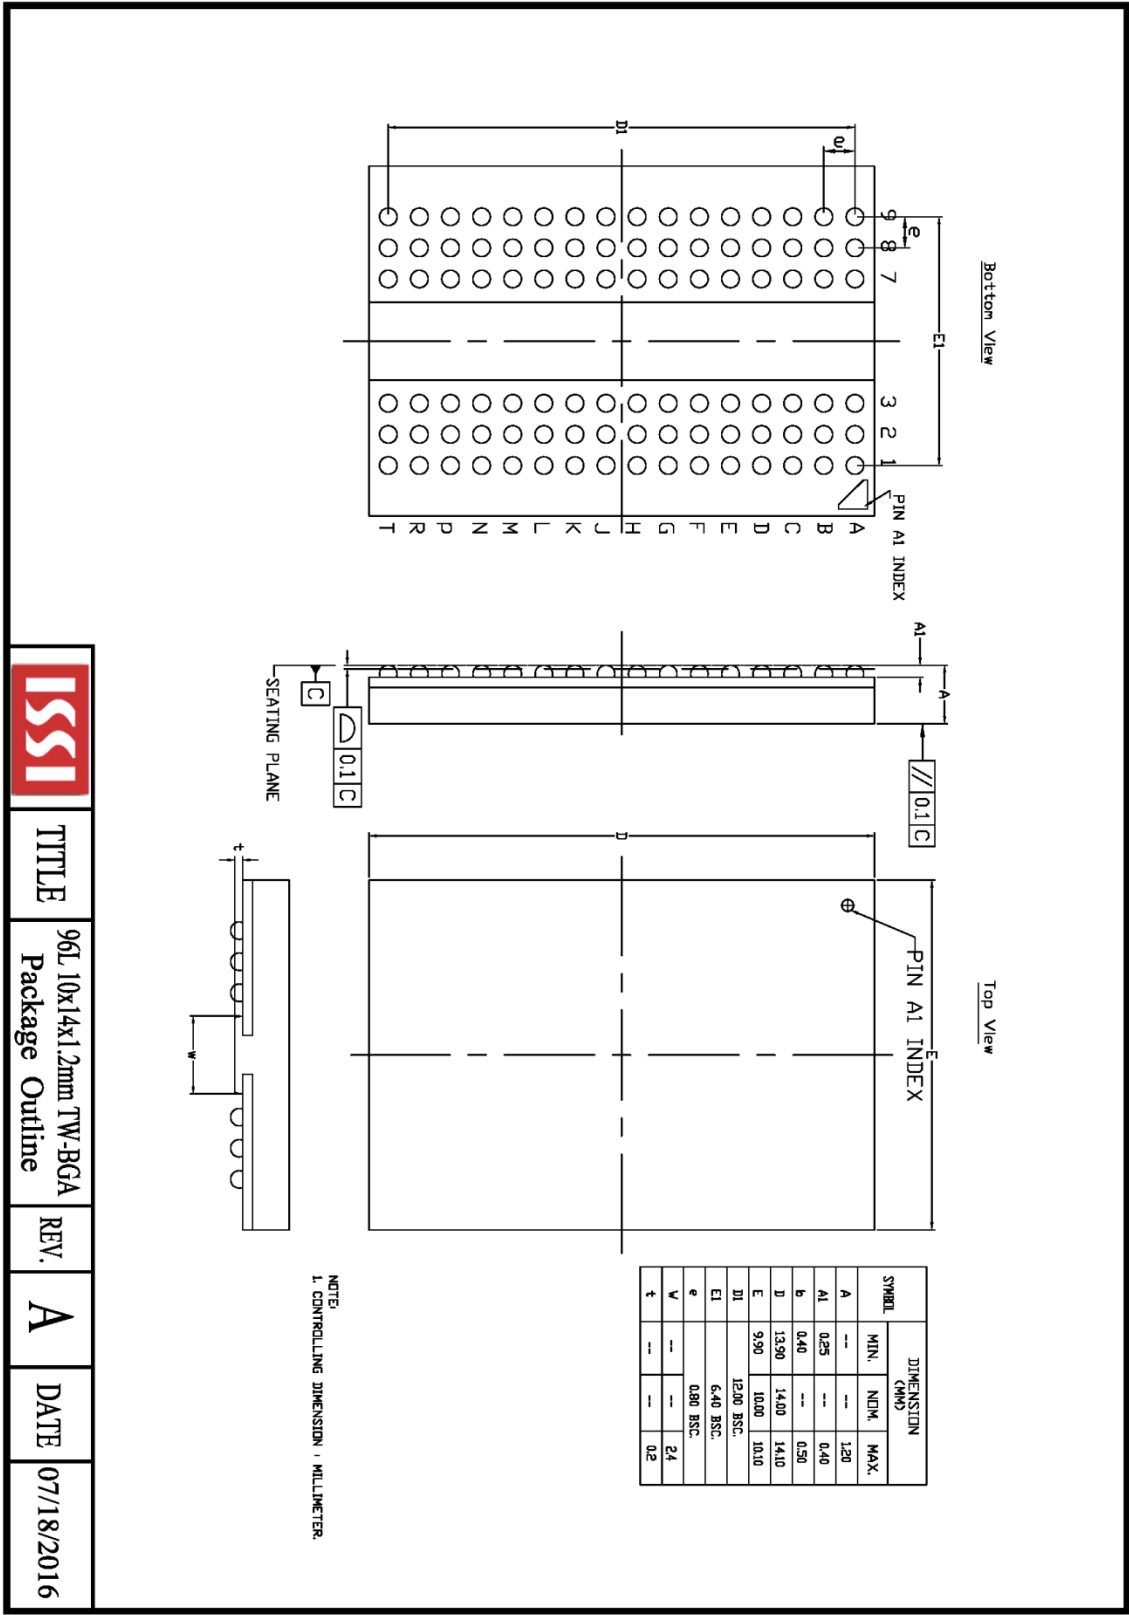 Bottom View
Top View
D1
e
e
E1
9
8
7
3
2
1
PIN A1 INDEX
T R P N M L K J H G F E D C B A
A1
A
// 0.1 C
0.1 C
C
SEATING PLANE
D
E
PIN A1 INDEX
t
w
SYMBOL DIMENSION (MM)
MIN. NOM. MAX.
A -- -- 1.20
A1 0.25 -- 0.40
b 0.40 -- 0.50
D 13.90 14.00 14.10
E 9.90 10.00 10.10
D1 12.00 BSC.
E1 6.40 BSC.
e 0.80 BSC.
W -- -- 2.4
t -- -- 0.2
NOTE:
1. CONTROLLING DIMENSION : MILLIMETER.
ISSI
TITLE
96L 10x14x1.2mm TW-BGA
Package Outline
REV.
A
DATE
07/18/2016